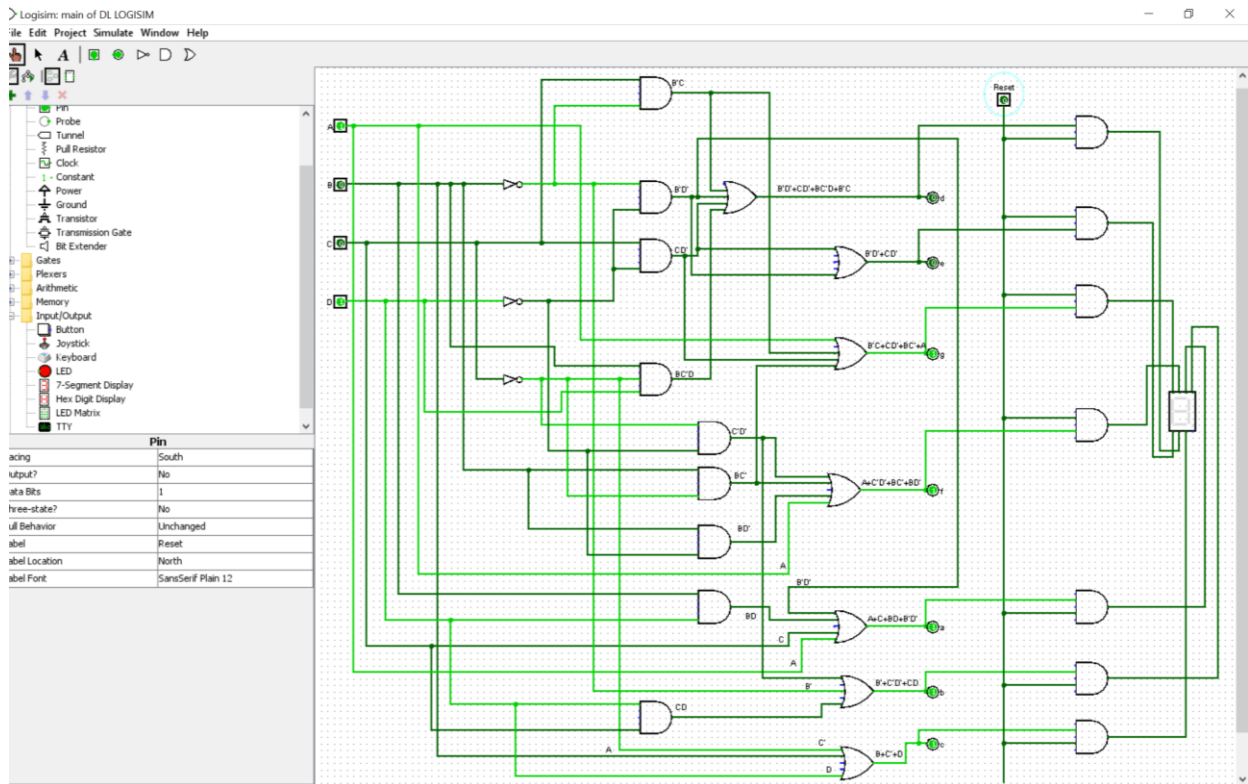 Logisim: main of DL LOGISIM
File Edit Project Simulate Window Help
A
Pin
Probe
Tunnel
Pull Resistor
Clock
1 - Constant
Power
Ground
Transistor
Transmission Gate
Bit Extender
Gates
Plexers
Arithmetic
Memory
Input/Output
Button
Joystick
Keyboard
LED
7-Segment Display
Hex Digit Display
LED Matrix
TTY
Pin
acing South
utput? No
ata Bits 1
hree-state? No
ull Behavior Unchanged
abel Reset
abel Location North
abel Font SansSerif Plain 12
Reset
A
B
C
D
B'C
B'D'
CD'
BC'D
C'D'
BC'
BD'
A
B'D'
BD
C
A
B'
CD
C'
A
D
B'D'+CD'+BC'D+B'C
d
B'D'+CD'
e
B'C+CD'+BC'+A
g
A+C'D'+BC'+BD'
f
A+C+BD+B'D'
a
B'+C'D'+CD
b
B+C'+D
c